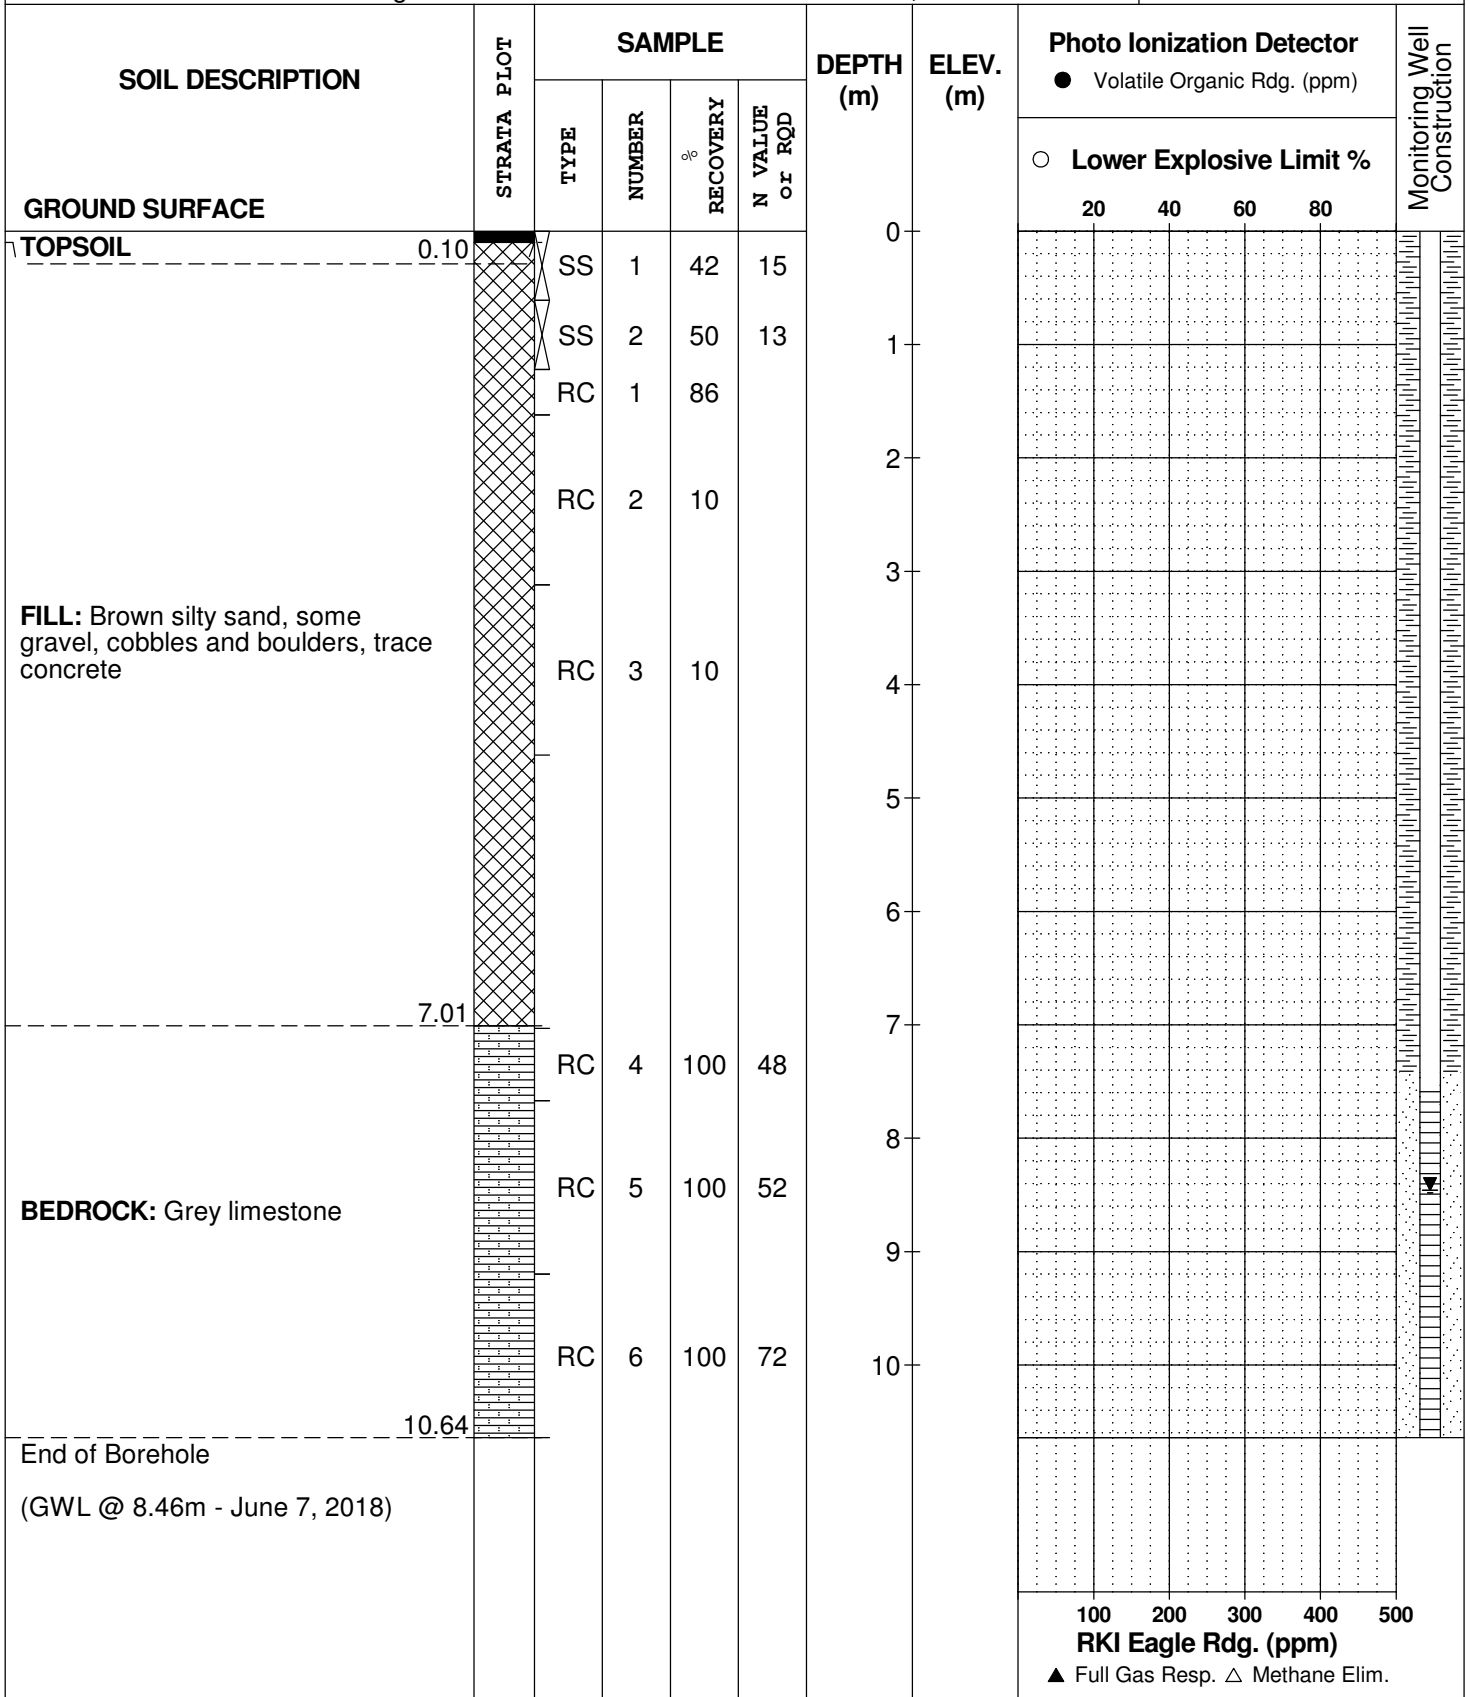 SOIL DESCRIPTION
GROUND SURFACE
STRATA PLOT
SAMPLE
TYPE
NUMBER
%
RECOVERY
N VALUE
or RQD
DEPTH
(m)
ELEV.
(m)
Photo Ionization Detector
● Volatile Organic Rdg. (ppm)
○ Lower Explosive Limit %
20 40 60 80
Monitoring Well
Construction
TOPSOIL 0.10
0
SS 1 42 15
SS 2 50 13
1
RC 1 86
2
RC 2 10
3
FILL: Brown silty sand, some
gravel, cobbles and boulders, trace
concrete
RC 3 10
4
5
6
7.01
7
RC 4 100 48
8
RC 5 100 52
BEDROCK: Grey limestone
9
RC 6 100 72
10
10.64
End of Borehole
(GWL @ 8.46m - June 7, 2018)
100 200 300 400 500
RKI Eagle Rdg. (ppm)
▲ Full Gas Resp. △ Methane Elim.